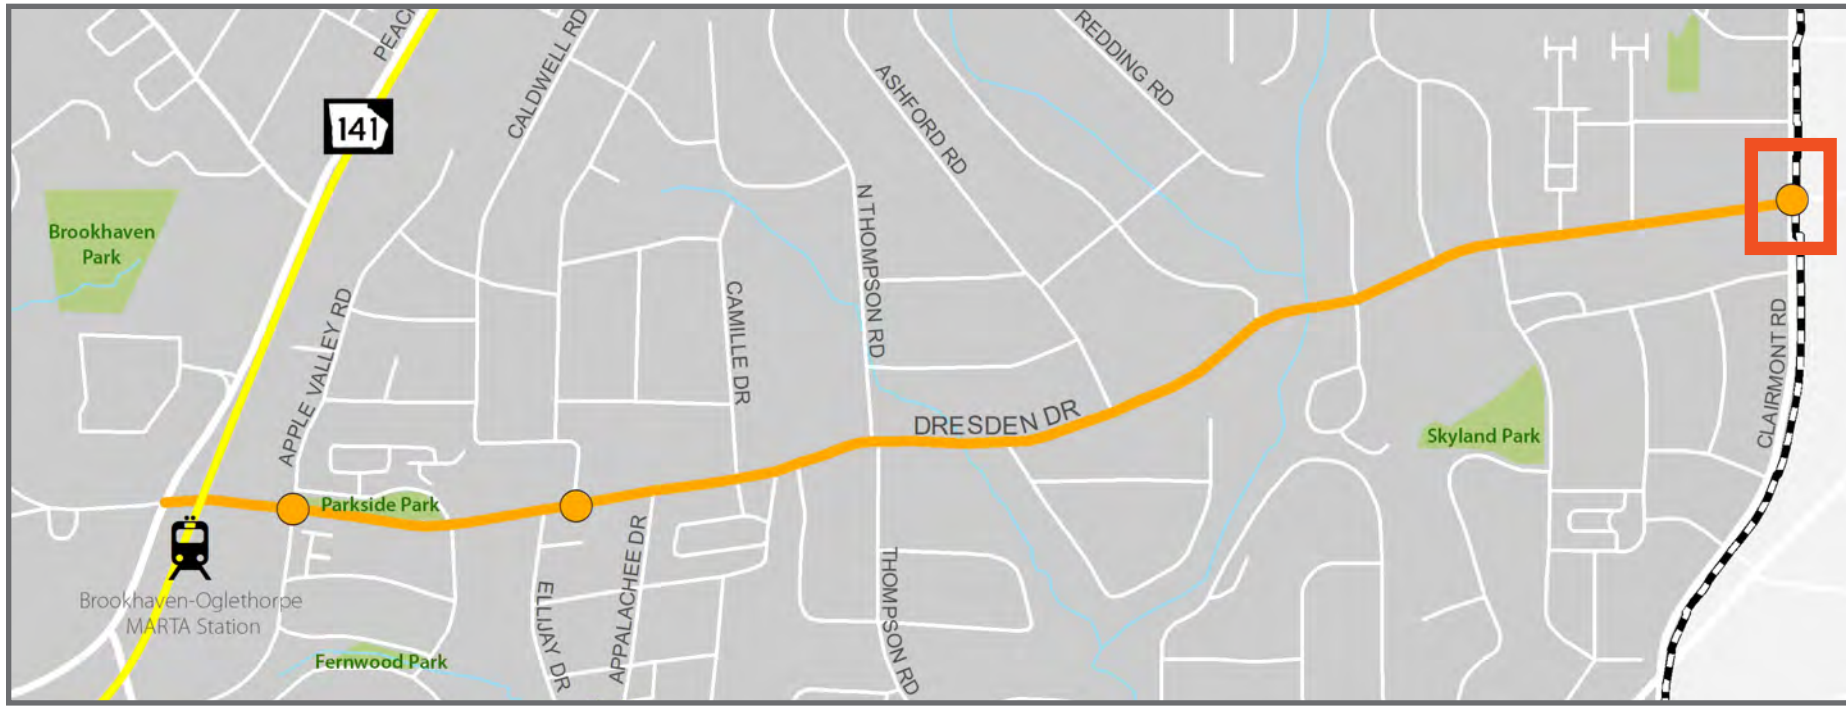 PEAC
CALDWELL RD
REDDING RD
ASHFORD RD
141
Brookhaven
Park
N THOMPSON RD
CAMILLE DR
APPLE VALLEY RD
CLAIRMONT RD
DRESDEN DR
Skyland Park
Parkside Park
Brookhaven-Oglethorpe
MARTA Station
ELLIJAY DR
APPALACHEE DR
THOMPSON RD
Fernwood Park